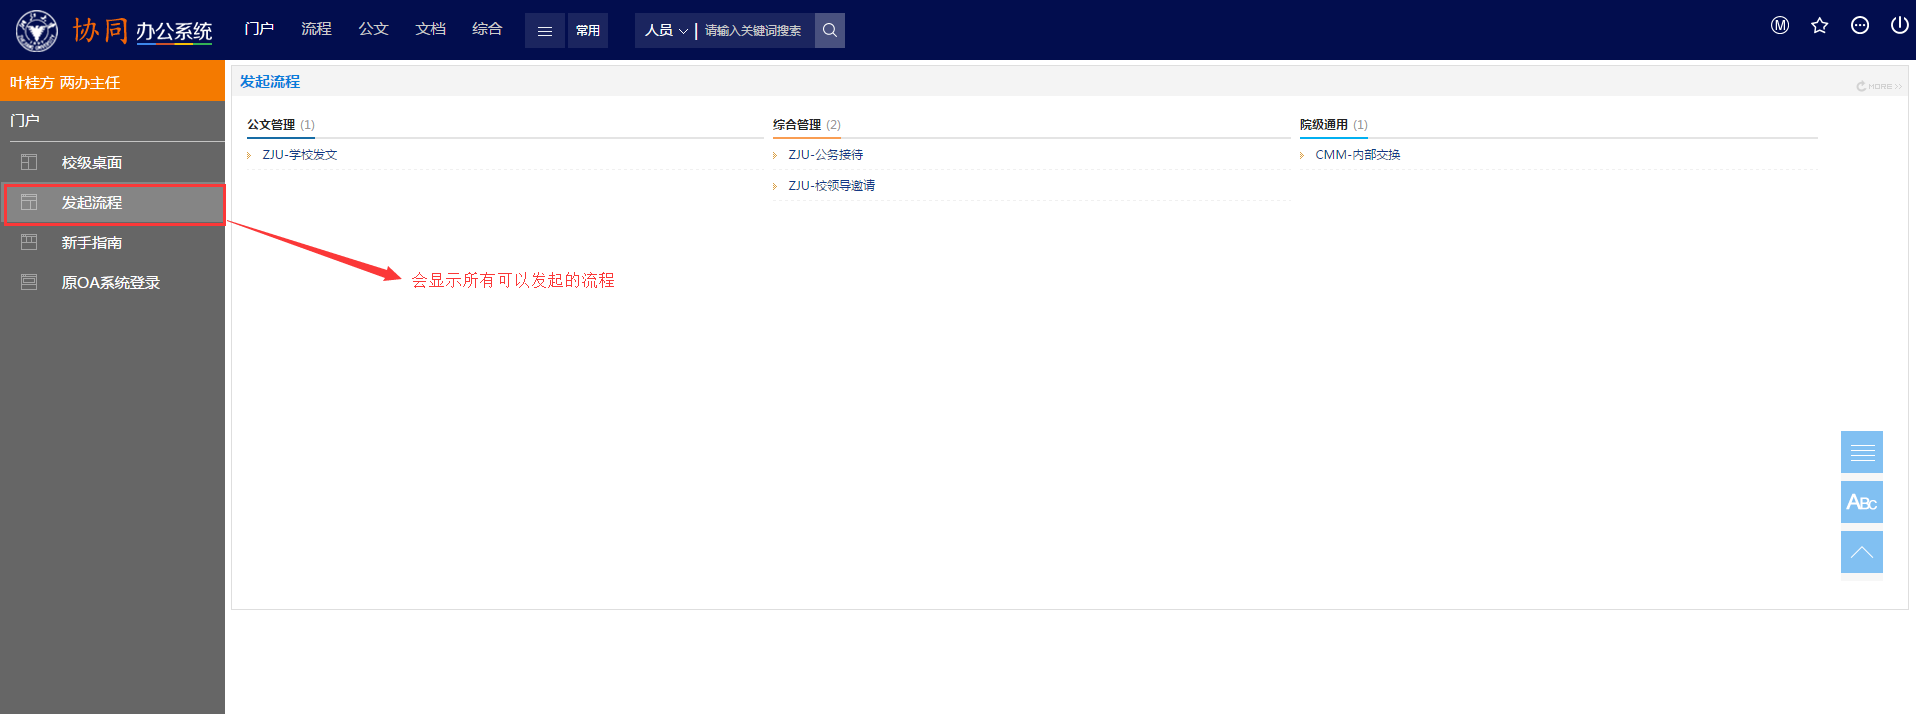 协同 办公系统 门户 流程 公文 文档 综合 常用 人员 请输入关键词搜索
叶桂方 两办主任
门户
校级桌面
发起流程
新手指南
原OA系统登录
发起流程
MORE
公文管理 (1)
ZJU-学校发文
综合管理 (2)
ZJU-公务接待
ZJU-校领导邀请
院级通用 (1)
CMM-内部交换
会显示所有可以发起的流程
ABC